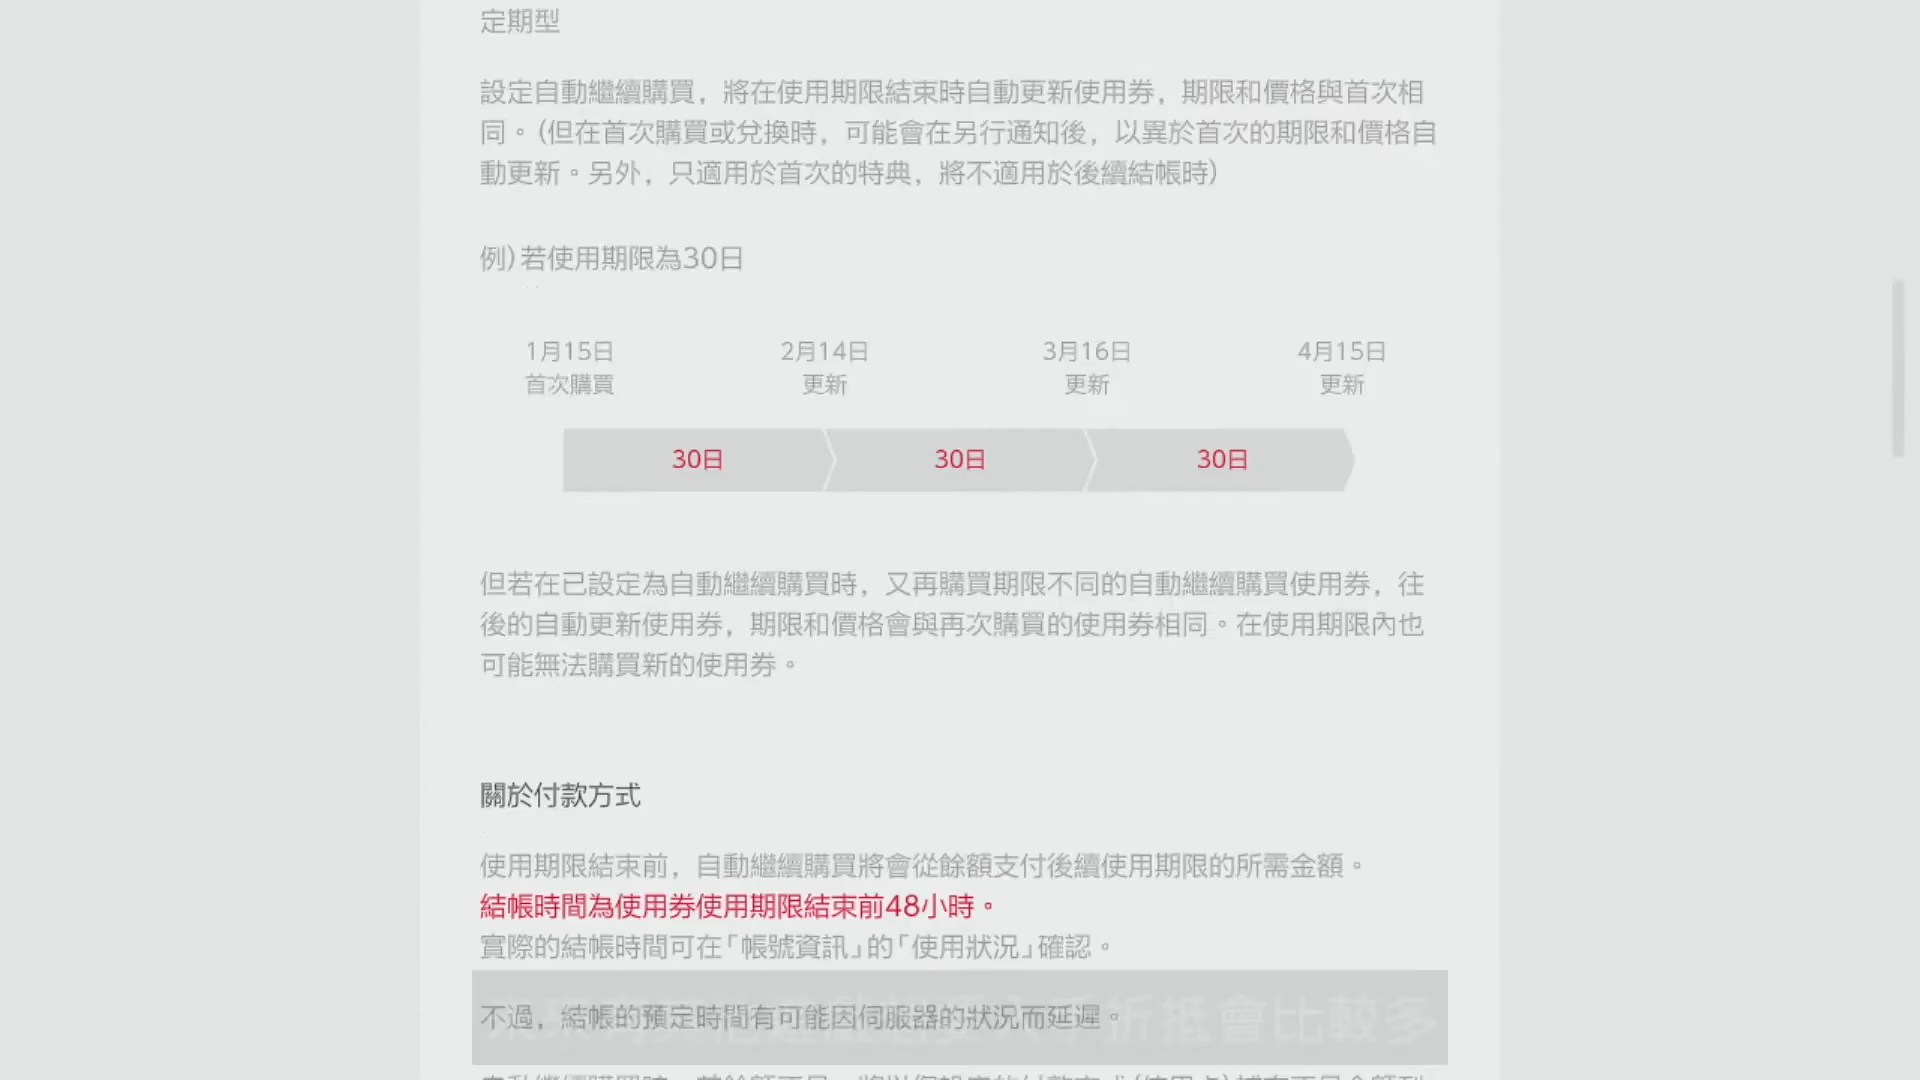 定期型
設定自動繼續購買，將在使用期限結束時自動更新使用券，期限和價格與首次相
同。（但在首次購買或兌換時，可能會在另行通知後，以異於首次的期限和價格自
動更新。另外，只適用於首次的特典，將不適用於後續結帳時）
例）若使用期限為30日
1月15日 2月14日 3月16日 4月15日
首次購買 更新 更新 更新
30日 30日 30日
但若在已設定為自動繼續購買時，又再購買期限不同的自動繼續購買使用券，往
後的自動更新使用券，期限和價格會與再次購買的使用券相同。在使用期限內也
可能無法購買新的使用券。
關於付款方式
使用期限結束前，自動繼續購買將會從餘額支付後續使用期限的所需金額。
結帳時間為使用券使用期限結束前48小時。
實際的結帳時間可在「帳號資訊」的「使用狀況」確認。
不過，結帳的預定時間有可能因伺服器的狀況而延遲。
折抵會比較多